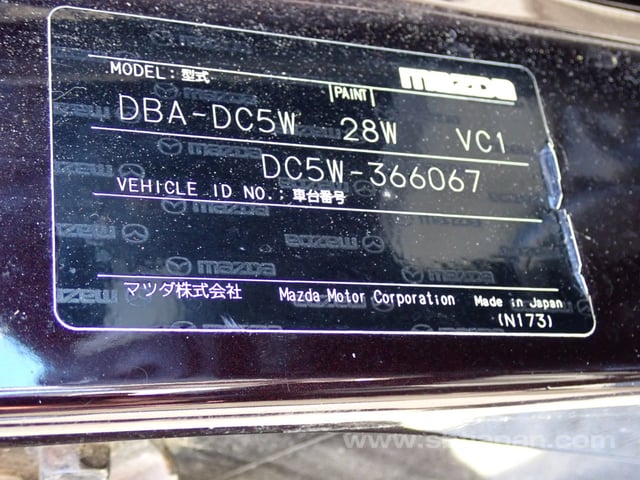 MODEL: 型式 PAINT mazda
DBA-DC5W 28W VC1
DC5W-366067
VEHICLE ID NO.: 車台番号
マツダ株式会社 Mazda Motor Corporation Made in Japan
(N173)